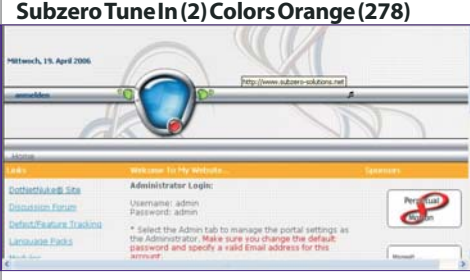 Subzero Tune In (2) Colors Orange (278)
Mittwoch, 19. April 2006
http://www.subzero-solutions.net
anmelden
Home
Links
Welcome To My Website...
Sponsors
DotNetNuke® Site
Administrator Login:
Discussion Forum
Username: admin
Password: admin
Perpetual
Motion
Defect/Feature Tracking
* Select the Admin tab to maintain the portal settings as
Language Packs
the Administrator. Make sure you change the default
password and specify a valid Email address for this
account.